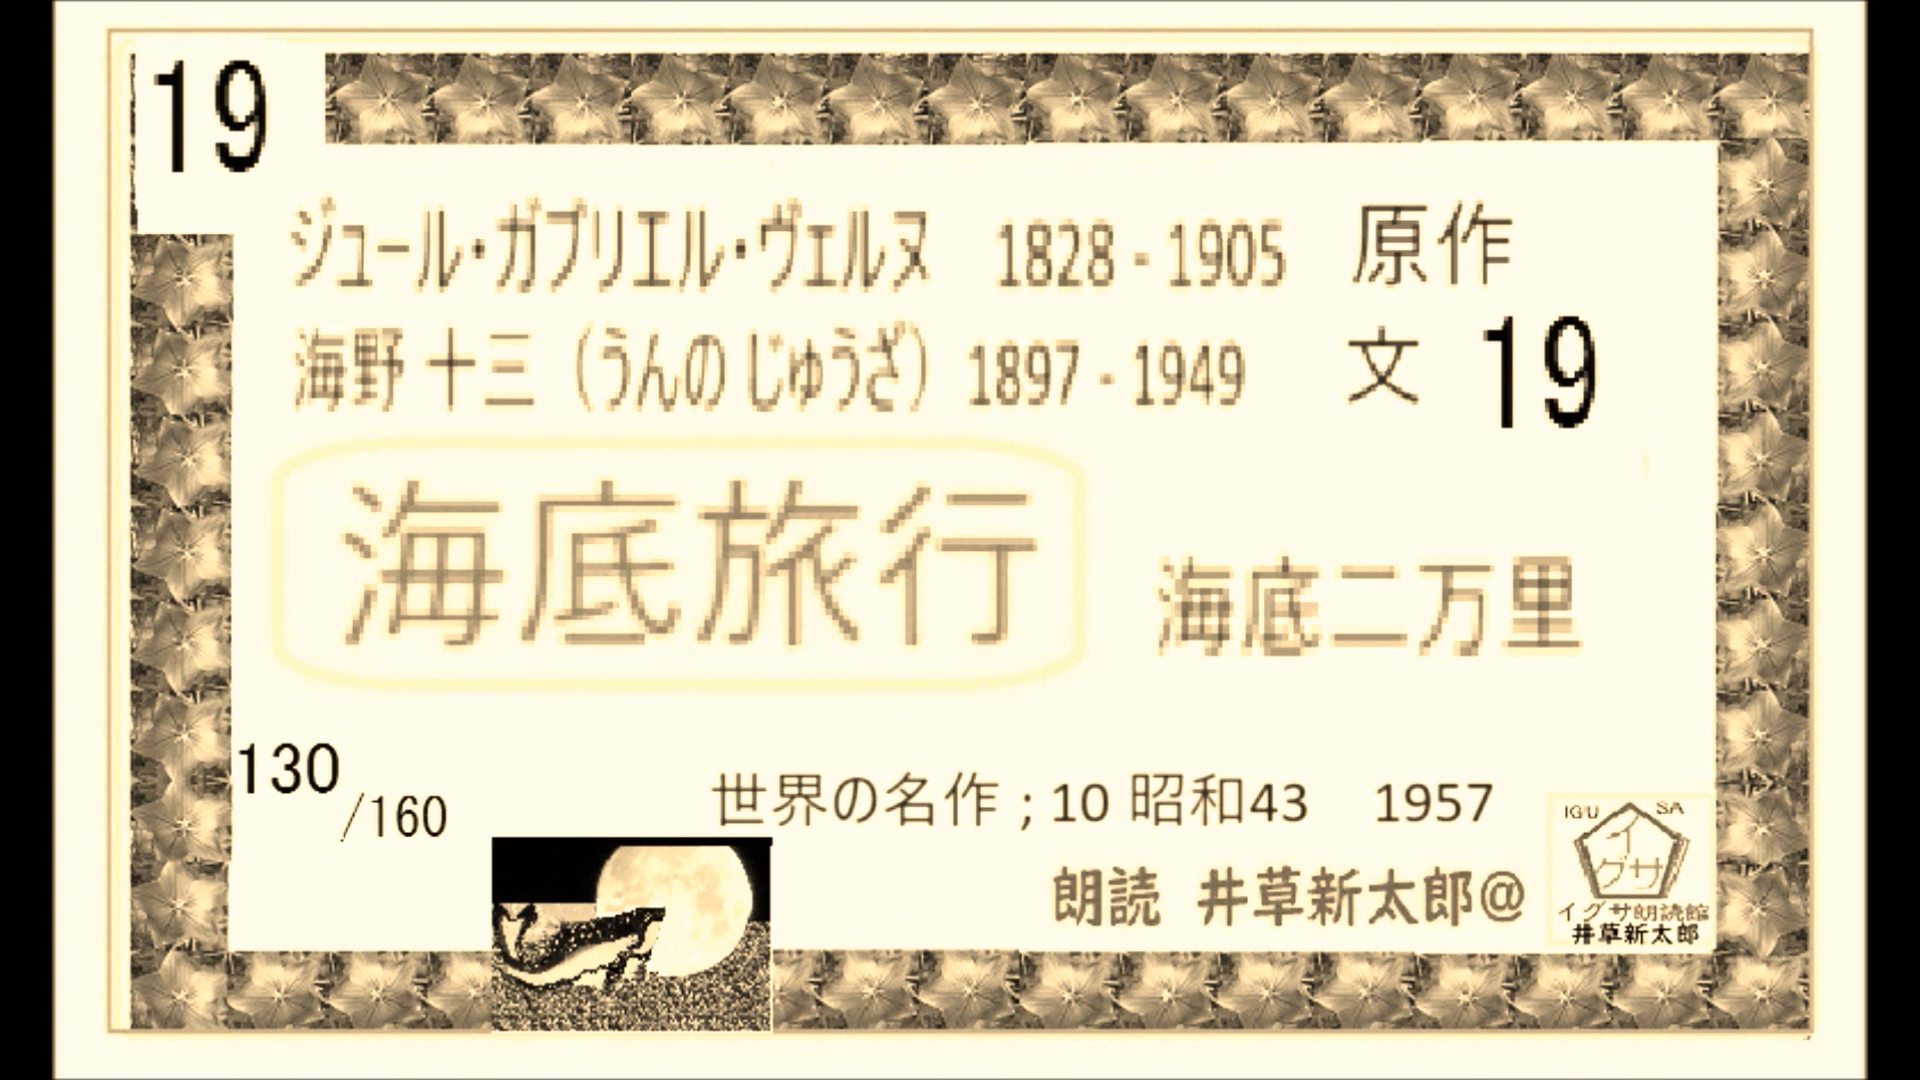 19
ジュール・ガブリエル・ヴェルヌ 1828 - 1905 原作
海野 十三（うんの じゅうざ）1897 - 1949 文 19
海底旅行
海底二万里
130/160
世界の名作 ; 10 昭和43 1957
朗読 井草新太郎@
IGU SA
イ
グサ
イグサ朗読館
井草新太郎